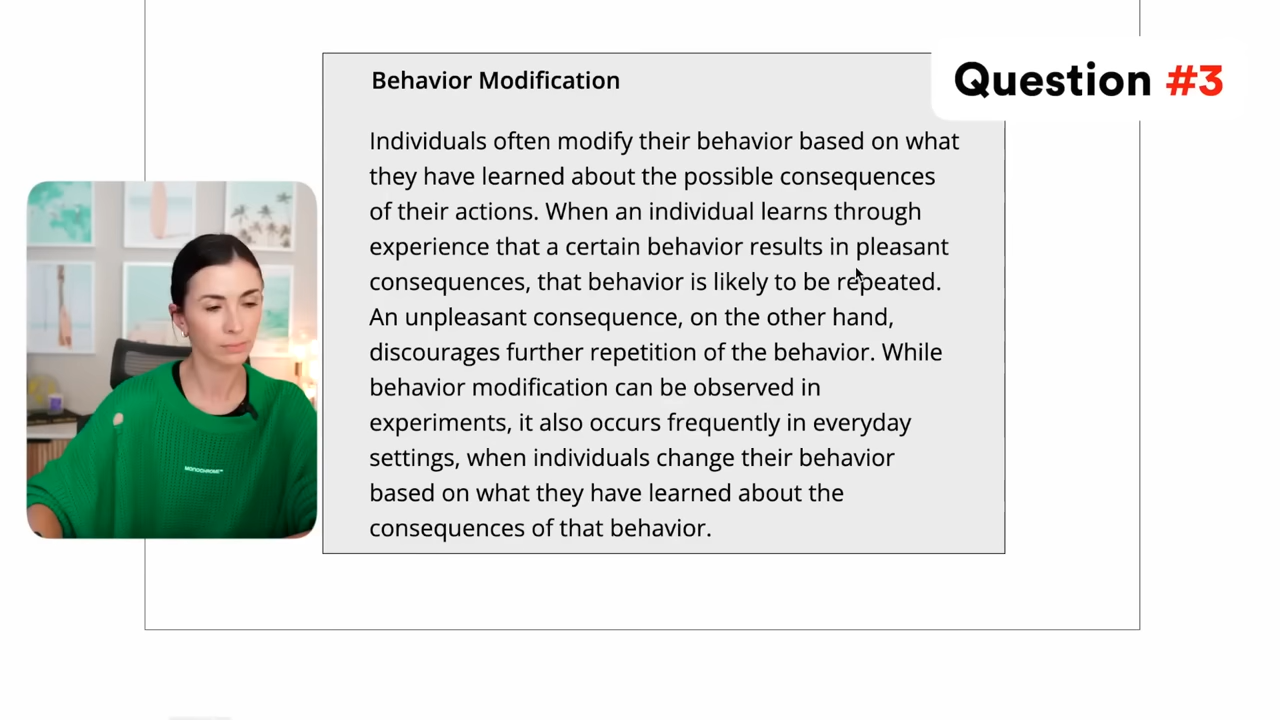 Question #3
Behavior Modification
Individuals often modify their behavior based on what
they have learned about the possible consequences
of their actions. When an individual learns through
experience that a certain behavior results in pleasant
consequences, that behavior is likely to be repeated.
An unpleasant consequence, on the other hand,
discourages further repetition of the behavior. While
behavior modification can be observed in
experiments, it also occurs frequently in everyday
settings, when individuals change their behavior
based on what they have learned about the
consequences of that behavior.
MONOCHROME™